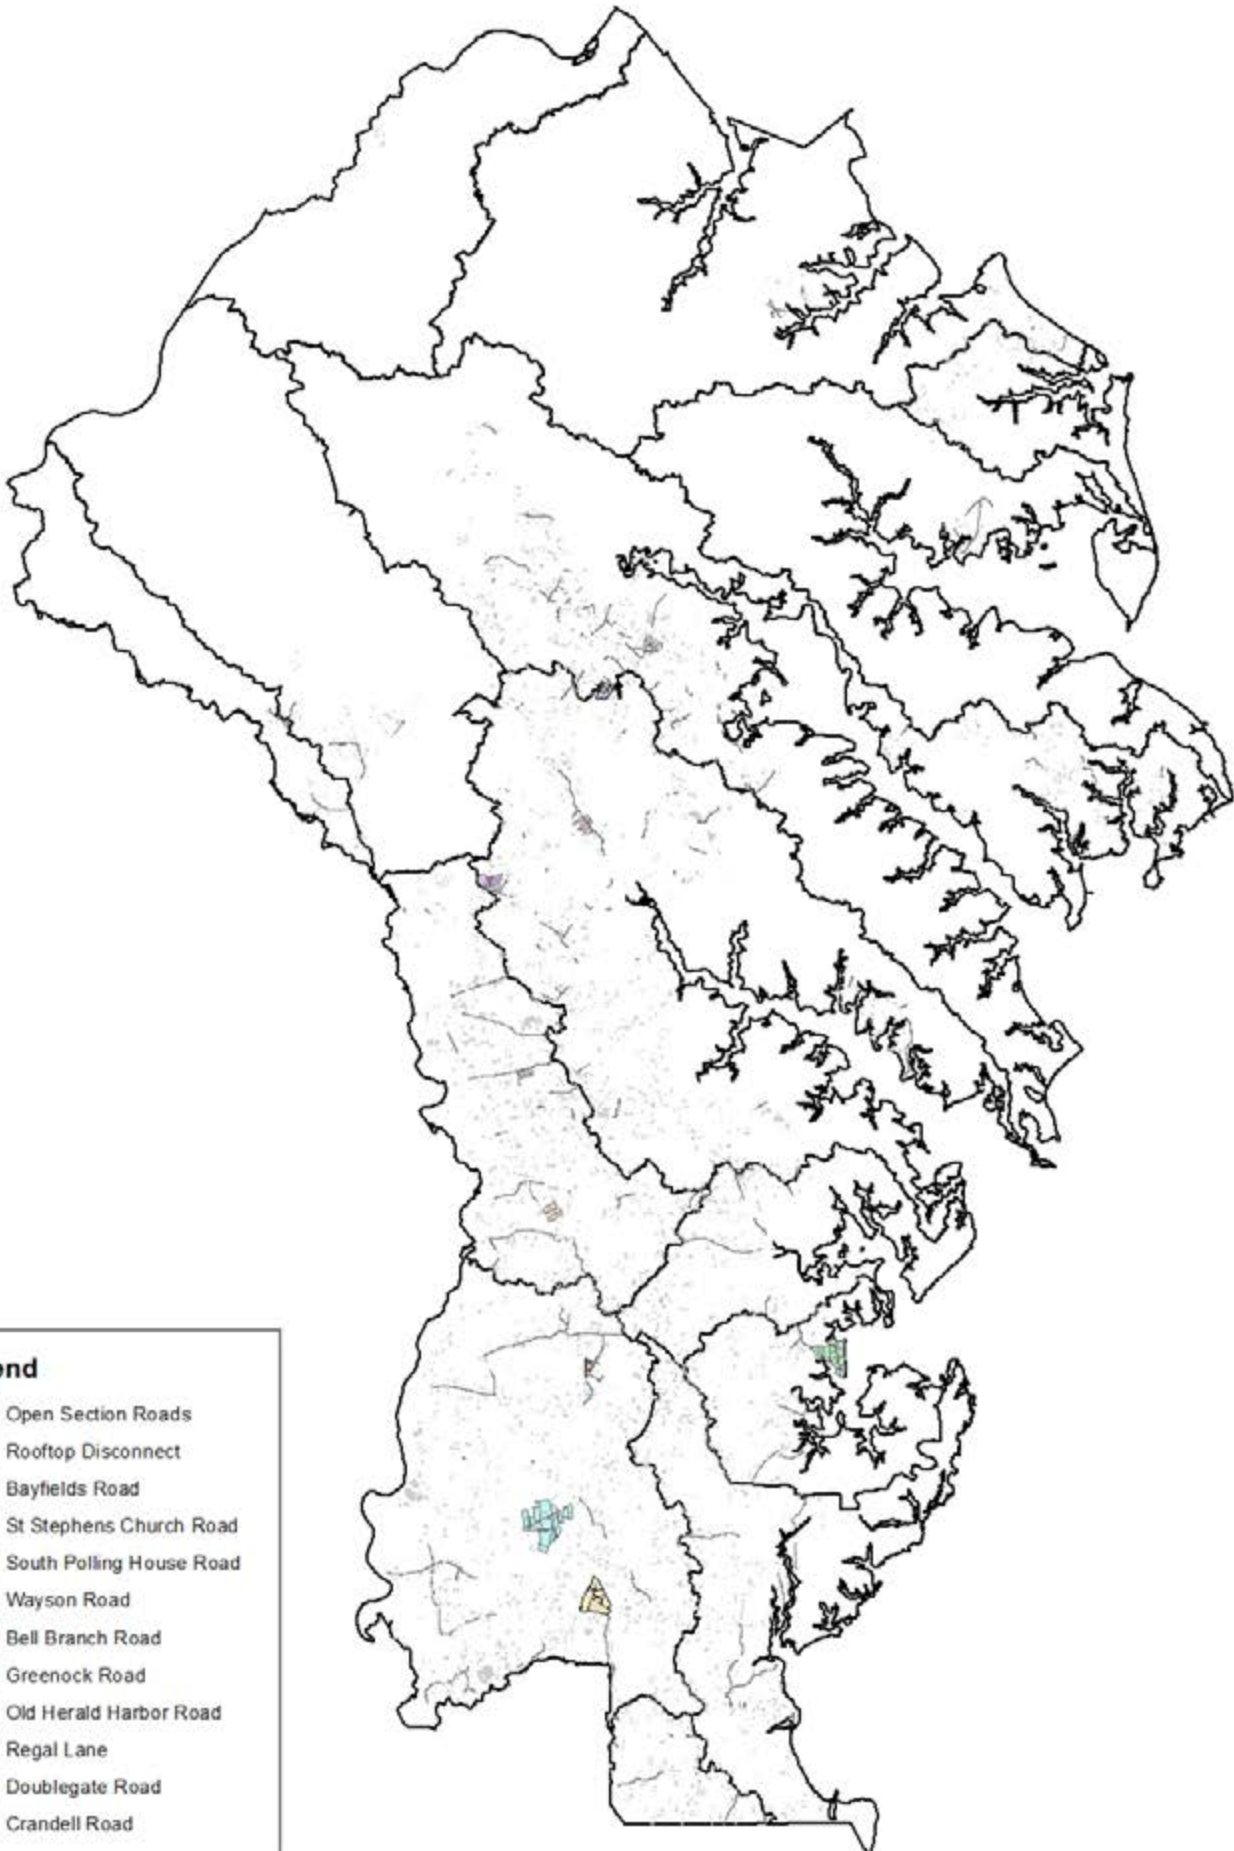 end
Open Section Roads
Rooftop Disconnect
Bayfields Road
St Stephens Church Road
South Polling House Road
Wayson Road
Bell Branch Road
Greenock Road
Old Herald Harbor Road
Regal Lane
Doublegate Road
Crandell Road